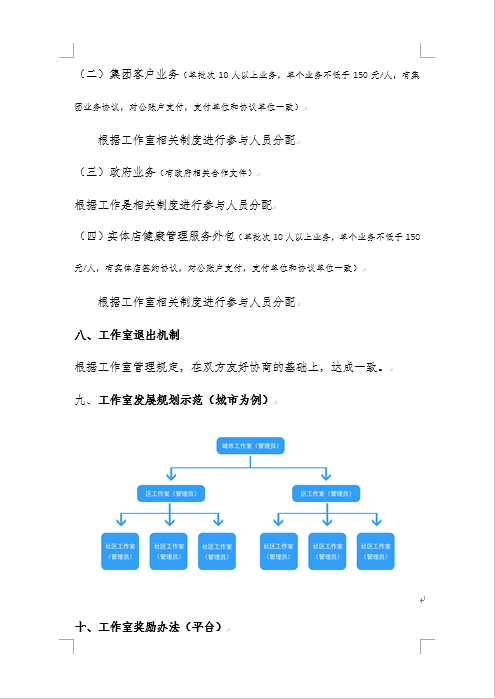 （二）集团客户业务（单批次 10 人以上业务，单个业务不低于 150 元/人，有集
团业务协议，对公账户支付，支付单位和协议单位一致）
根据工作室相关制度进行参与人员分配
（三）政府业务（有政府相关合作文件）
根据工作是相关制度进行参与人员分配
（四）实体店健康管理服务外包（单批次 10 人以上业务，单个业务不低于 150
元/人，有实体店签约协议，对公账户支付，支付单位和协议单位一致）
根据工作室相关制度进行参与人员分配
八、工作室退出机制
根据工作室管理规定，在双方友好协商的基础上，达成一致。
九、工作室发展规划示范（城市为例）
城市工作室（管理员）
区工作室（管理员）
区工作室（管理员）
社区工作室
（管理员）
社区工作室
（管理员）
社区工作室
（管理员）
社区工作室
（管理员）
社区工作室
（管理员）
社区工作室
（管理员）
十、工作室奖励办法（平台）